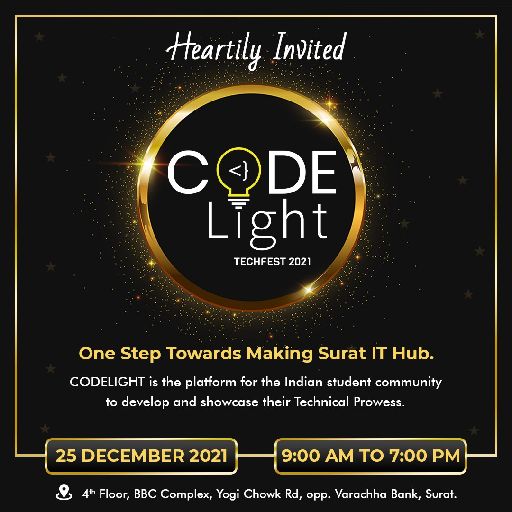 Heartily Invited
CODE
Light
TECHFEST 2021
One Step Towards Making Surat IT Hub.
CODELIGHT is the platform for the Indian student community
to develop and showcase their Technical Prowess.
25 DECEMBER 2021
9:00 AM TO 7:00 PM
4th Floor, BBC Complex, Yogi Chowk Rd, opp. Varachha Bank, Surat.